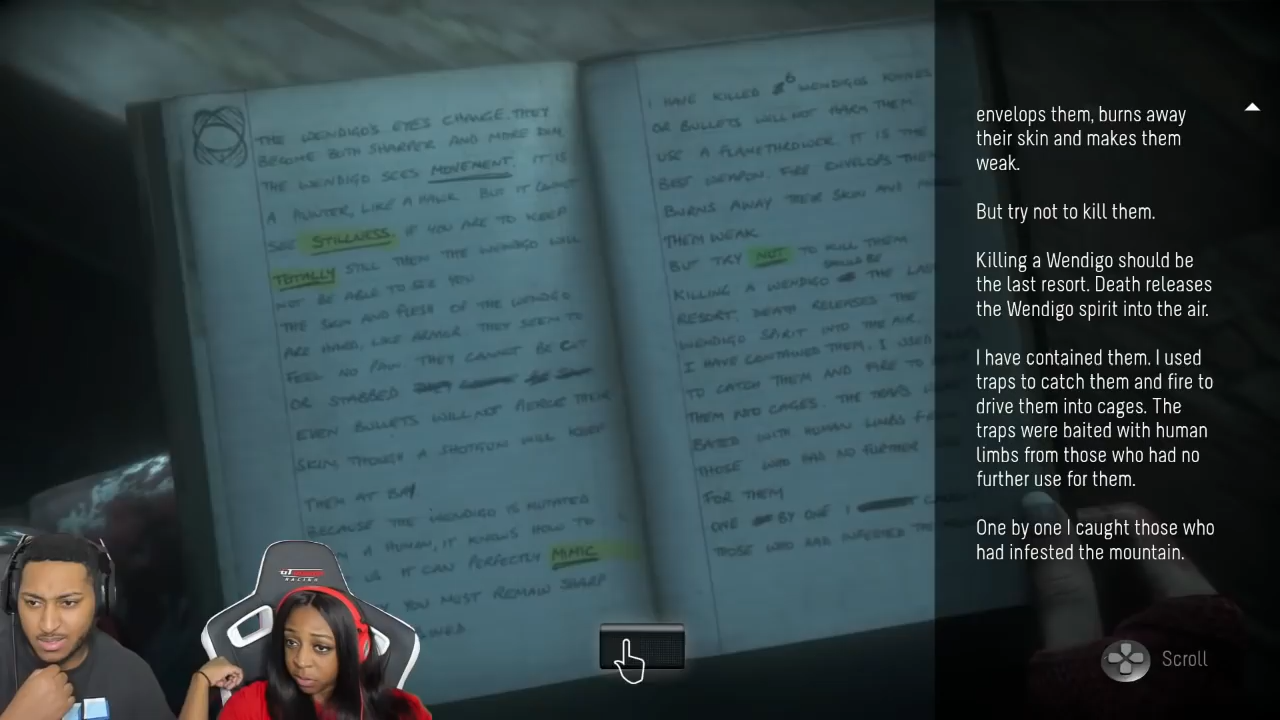 THE WENDIGO'S EYES CHANGE. THEY
BECOME BOTH SHARPER AND MORE DIM
THE WENDIGO SEES MOVEMENT. IT IS
A HUNTER, LIKE A HAWK. BUT IT CANNOT
SEE STILLNESS. IF YOU ARE TO KEEP
TOTALLY STILL THEN THE WENDIGO WILL
NOT BE ABLE TO SEE YOU
THE SKIN AND FLESH OF THE WENDIGO
ARE HARD, LIKE ARMOR. THEY SEEM TO
FEEL NO PAIN. THEY CANNOT BE CUT
OR STABBED
EVEN BULLETS WILL NOT PIERCE THEIR
SKIN, THOUGH A SHOTGUN WILL KEEP
THEM AT BAY
BECAUSE THE WENDIGO IS MUTATED
A HUMAN, IT KNOWS HOW TO
US. IT CAN PERFECTLY MIMIC
YOU MUST REMAIN SHARP
I HAVE KILLED 6 WENDIGOS
OR BULLETS WILL NOT HARM THEM.
USE A FLAMETHROWER. IT IS THE
BEST WEAPON. FIRE ENVELOPS THEM
BURNS AWAY THEIR SKIN AND
THEM WEAK
BUT TRY NOT TO KILL THEM
SHOULD BE
KILLING A WENDIGO THE LAST
RESORT. DEATH RELEASES THE
WENDIGO SPIRIT INTO THE AIR.
I HAVE CONTAINED THEM. I USED
TO CATCH THEM AND FIRE TO
THEM INTO CAGES. THE TRAPS
BAITED WITH HUMAN LIMBS FROM
THOSE WHO HAD NO FURTHER
FOR THEM
ONE BY ONE I
THOSE WHO HAD INFESTED THE
envelops them, burns away
their skin and makes them
weak.
But try not to kill them.
Killing a Wendigo should be
the last resort. Death releases
the Wendigo spirit into the air.
I have contained them. I used
traps to catch them and fire to
drive them into cages. The
traps were baited with human
limbs from those who had no
further use for them.
One by one I caught those who
had infested the mountain.
Scroll
RACING